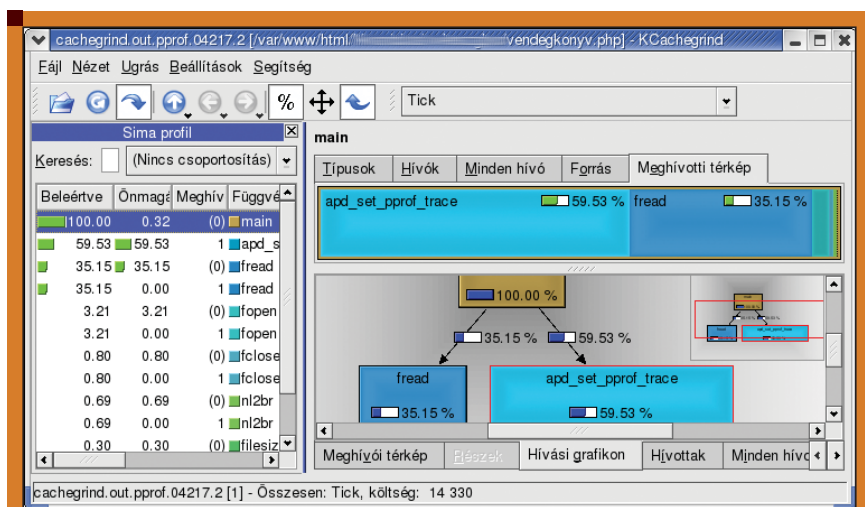 cachegrind.out.pprof.04217.2 [/var/www/html/ vendegkonyv.php] - KCachegrind
Fájl Nézet Ugrás Beállítások Segítség
% Tick
Sima profil
Keresés: (Nincs csoportosítás)
Beleértve Önmagá Meghív Függvé
100.00 0.32 (0) main
59.53 59.53 1 apd_s
35.15 35.15 (0) fread
35.15 0.00 1 fread
3.21 3.21 (0) fopen
3.21 0.00 1 fopen
0.80 0.80 (0) fclose
0.80 0.00 1 fclose
0.69 0.69 (0) nl2br
0.69 0.00 1 nl2br
0.30 0.30 (0) filesiz
main
Típusok Hívók Minden hívó Forrás Meghívotti térkép
apd_set_pprof_trace 59.53 % fread 35.15 %
100.00 %
35.15 % 59.53 %
fread apd_set_pprof_trace
35.15 % 59.53 %
Meghívói térkép Részek Hívási grafikon Hívottak Minden hívo
cachegrind.out.pprof.04217.2 [1] - Összesen: Tick, költség: 14 330